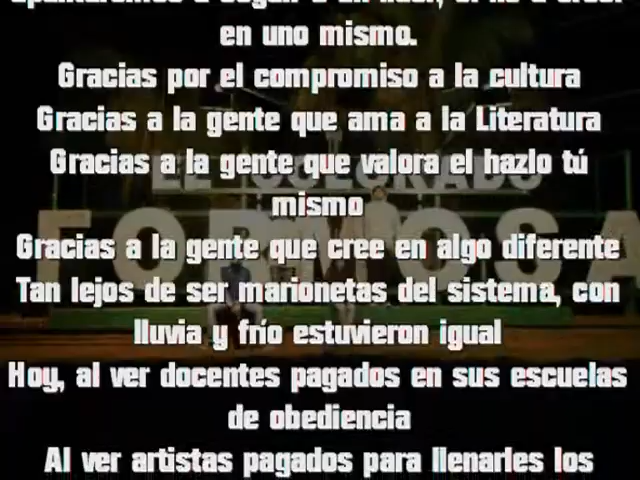 en uno mismo.
Gracias por el compromiso a la cultura
Gracias a la gente que ama a la Literatura
Gracias a la gente que valora el hazlo tú
mismo
Gracias a la gente que cree en algo diferente
Tan lejos de ser marionetas del sistema, con
lluvia y frío estuvieron igual
Hoy, al ver docentes pagados en sus escuelas
de obediencia
Al ver artistas pagados para llenarles los
EL COLORADO
FORMOSA